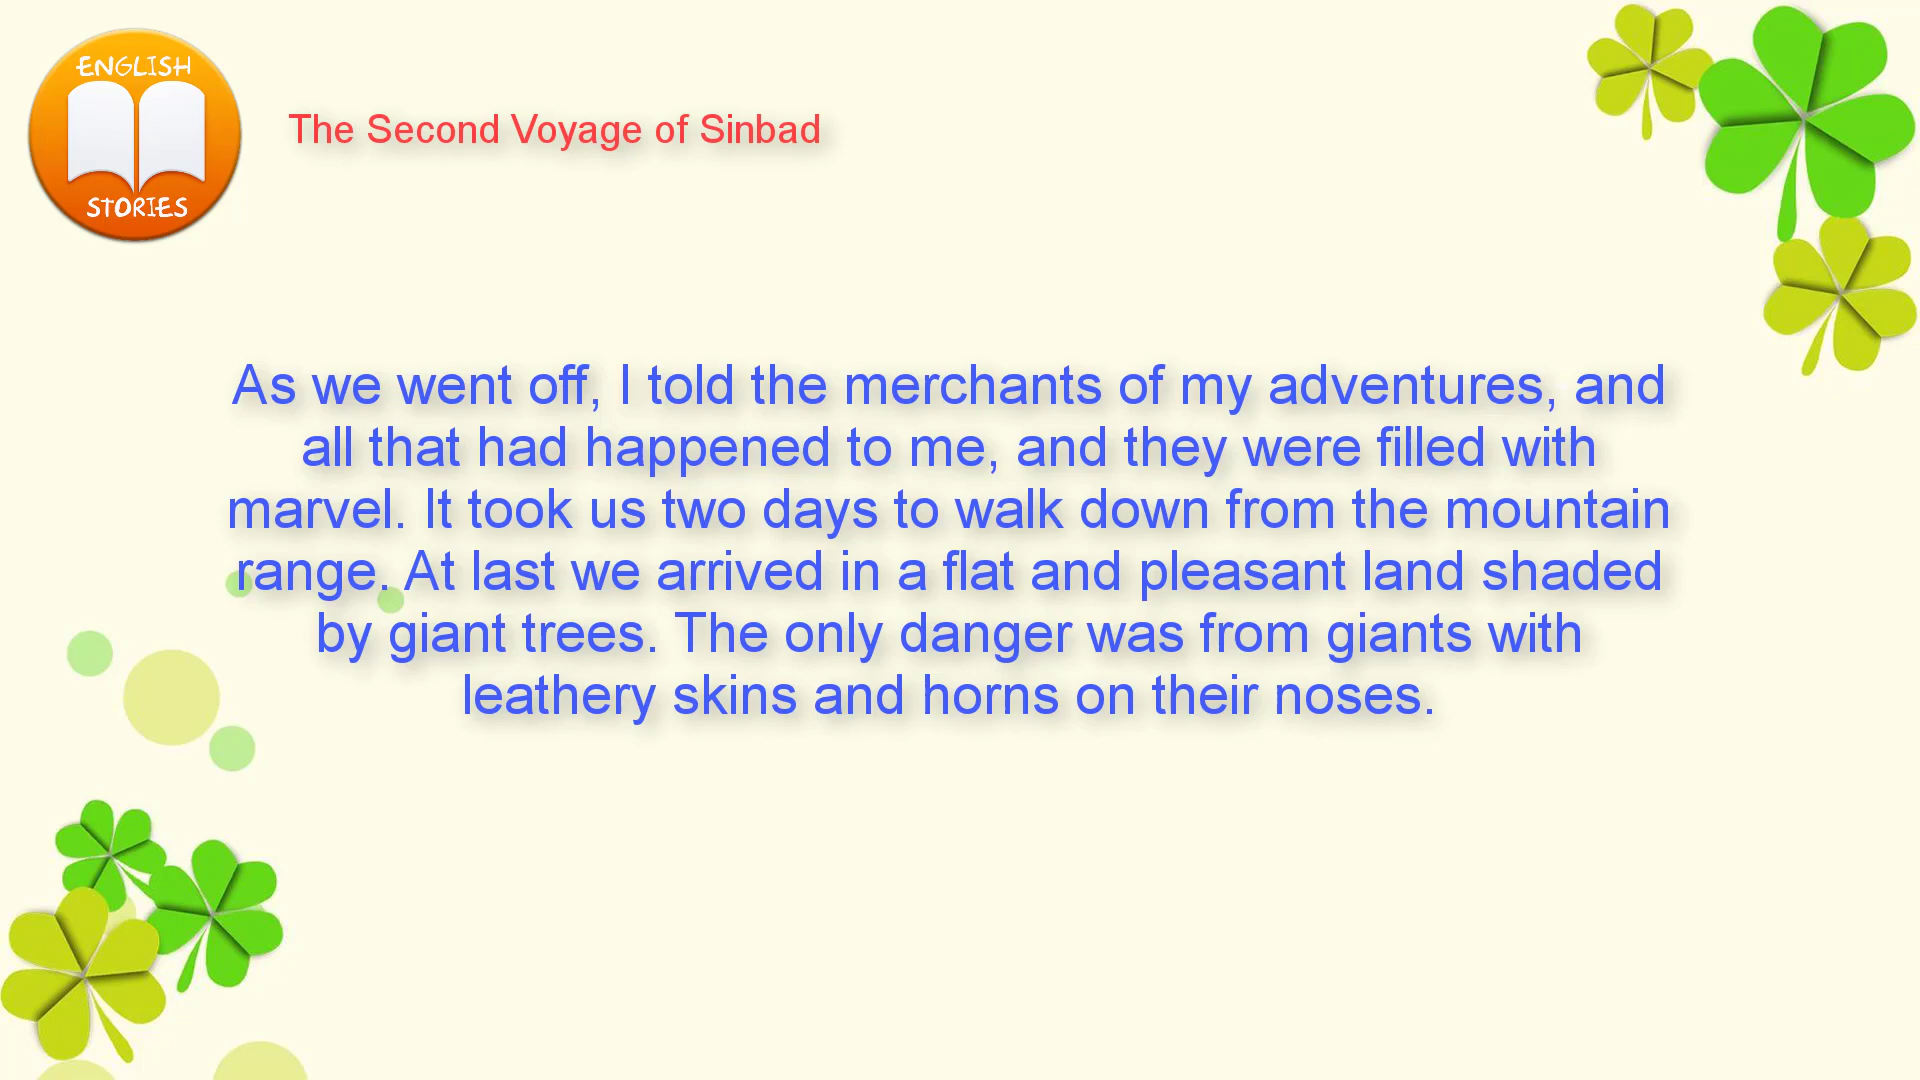 ENGLISH
STORIES
The Second Voyage of Sinbad
As we went off, I told the merchants of my adventures, and
all that had happened to me, and they were filled with
marvel. It took us two days to walk down from the mountain
range. At last we arrived in a flat and pleasant land shaded
by giant trees. The only danger was from giants with
leathery skins and horns on their noses.